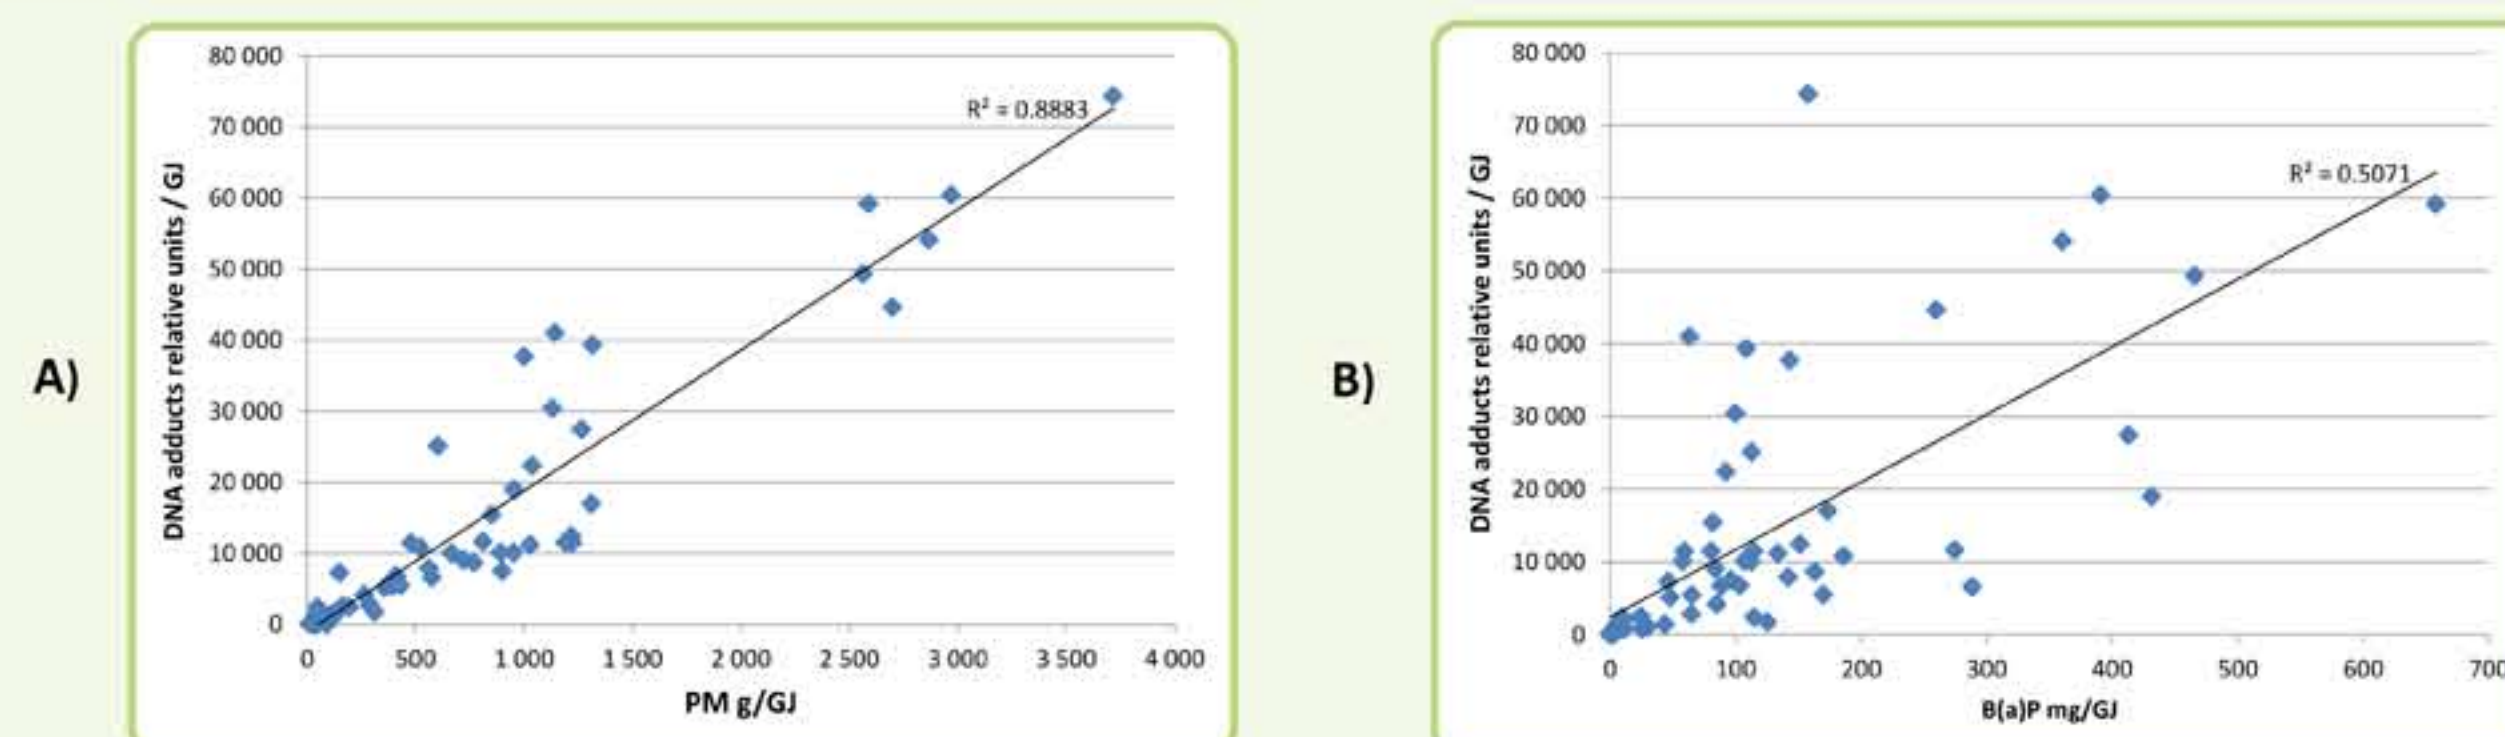 A)
DNA adducts relative units / GJ
80 000
70 000
60 000
50 000
40 000
30 000
20 000
10 000
0
R² = 0.8883
0 500 1 000 1 500 2 000 2 500 3 000 3 500 4 000
PM g/GJ
B)
DNA adducts relative units / GJ
80 000
70 000
60 000
50 000
40 000
30 000
20 000
10 000
0
R² = 0.5071
0 100 200 300 400 500 600 700
B(a)P mg/GJ